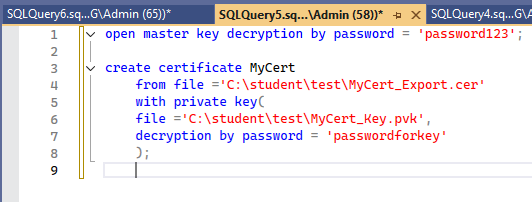 SQLQuery6.sq...G\Admin (65))*
SQLQuery5.sq...\Admin (58))*
SQLQuery4.sq...G\A
1 open master key decryption by password = 'password123';
2
3 create certificate MyCert
4 from file ='C:\student\test\MyCert_Export.cer'
5 with private key(
6 file ='C:\student\test\MyCert_Key.pvk',
7 decryption by password = 'passwordforkey'
8 );
9